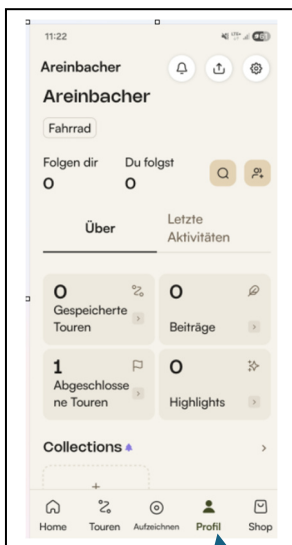 11:22
Areinbacher
Areinbacher
Fahrrad
Folgen dir Du folgst
0 0
Über Letzte
Aktivitäten
0 0
Gespeicherte
Touren Beiträge
1 0
Abgeschlosse
ne Touren Highlights
Collections
+
Home Touren Aufzeichnen Profil Shop